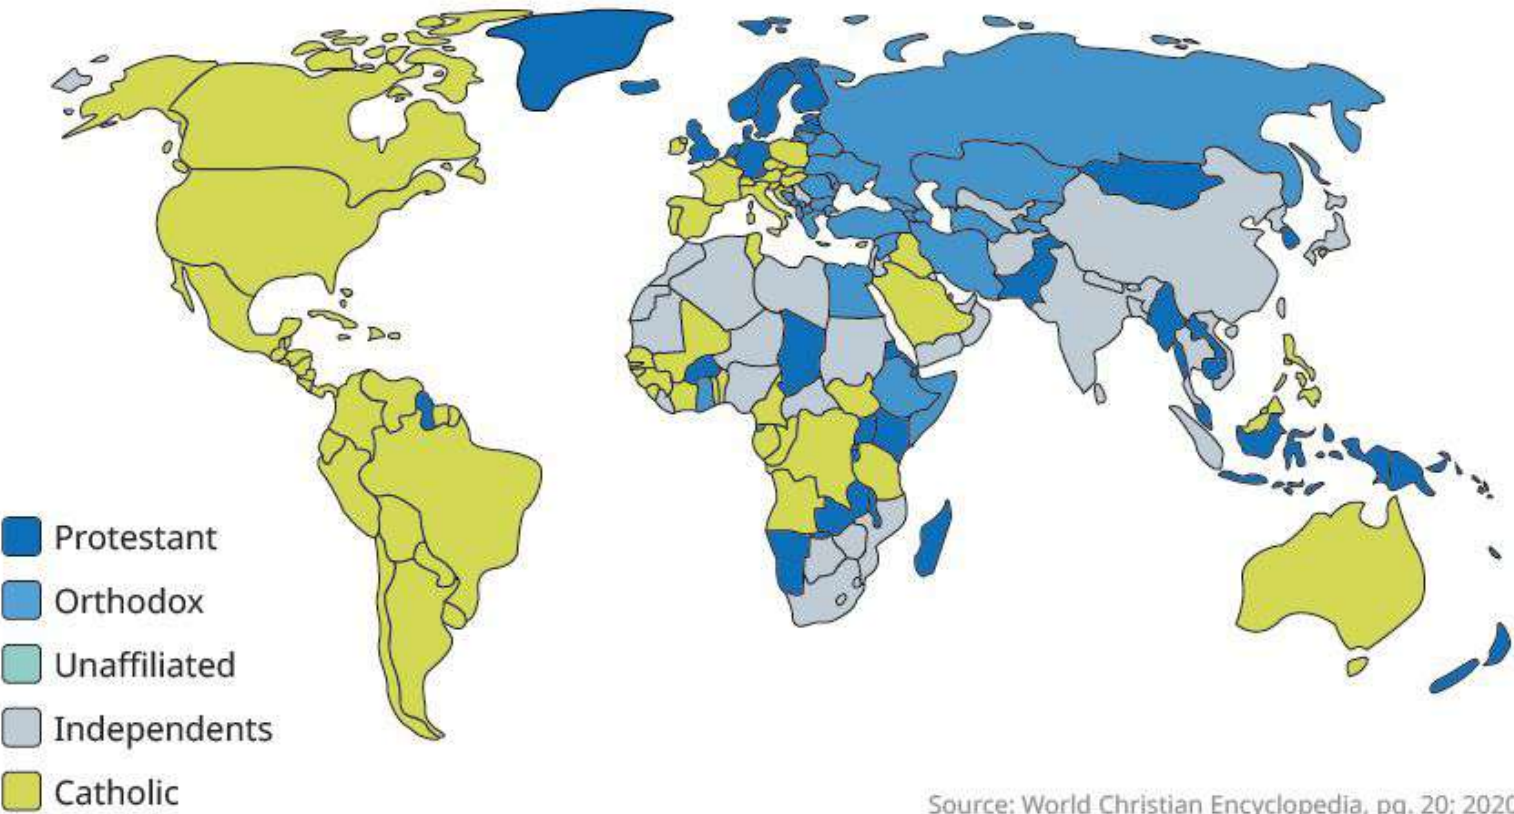 Protestant
Orthodox
Unaffiliated
Independents
Catholic
Source: World Christian Encyclopedia, pg. 20; 2020